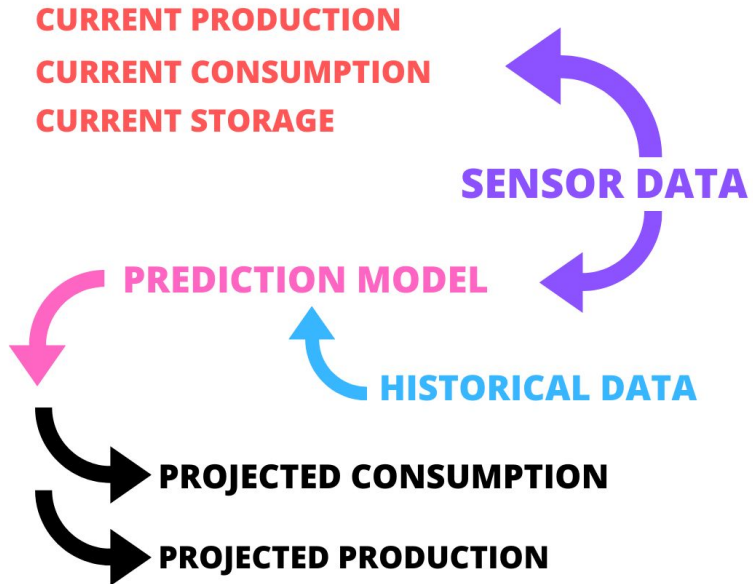 CURRENT PRODUCTION
CURRENT CONSUMPTION
CURRENT STORAGE
SENSOR DATA
PREDICTION MODEL
HISTORICAL DATA
PROJECTED CONSUMPTION
PROJECTED PRODUCTION